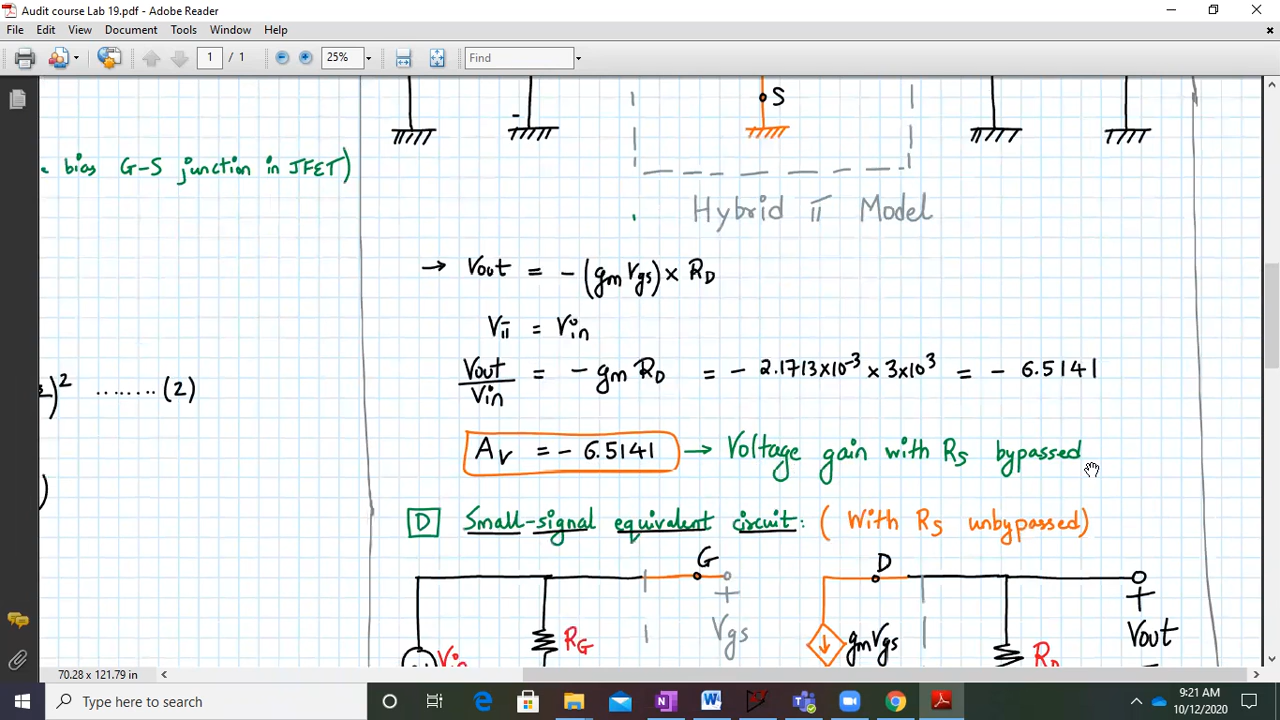 Audit course Lab 19.pdf - Adobe Reader
File Edit View Document Tools Window Help
1 / 1 25% Find
S
bias G-S junction in JFET)
Hybrid π Model
→ Vout = - (gm Vgs) × RD
Vπ = Vin
Vout/Vin = - gm RD = - 2.1713×10⁻³ × 3×10³ = - 6.5141
)² ........(2)
Av = - 6.5141 → Voltage gain with Rs bypassed
)
D Small-signal equivalent circuit: (With Rs unbypassed)
G D
+ +
Vgs Vout
RG gmVgs
Vin RD
70.28 x 121.79 in
Type here to search
9:21 AM
10/12/2020